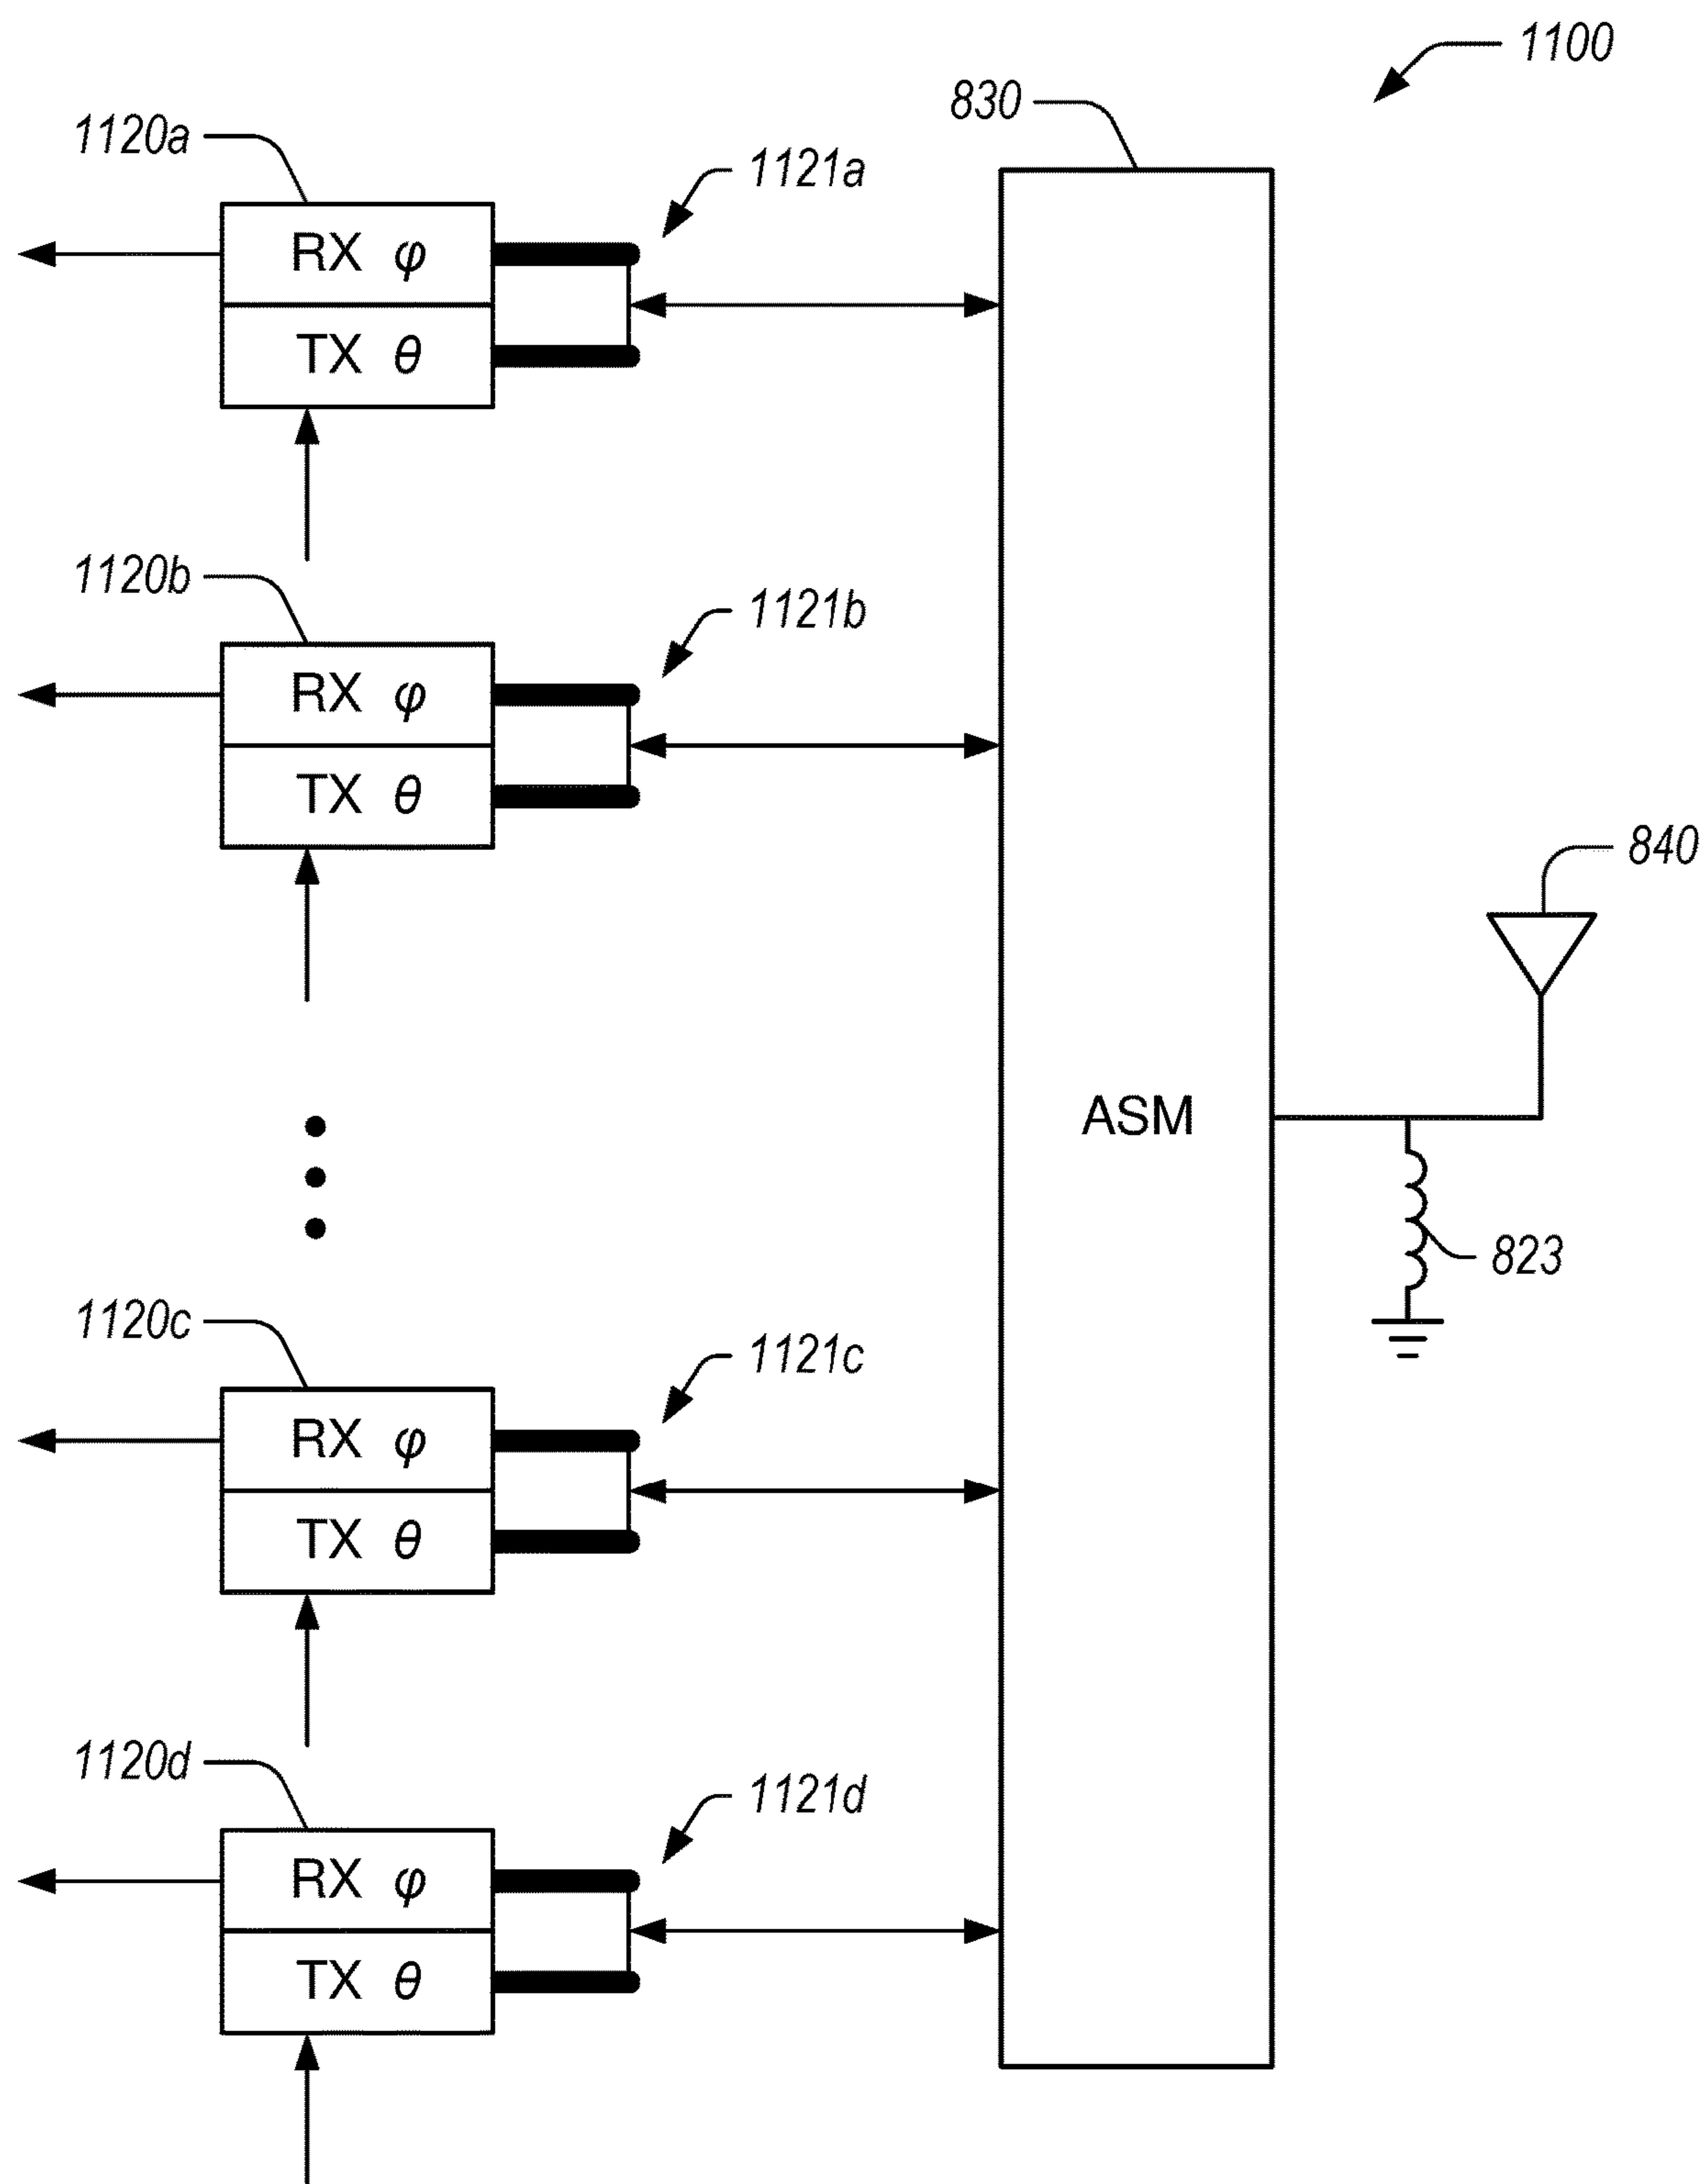 1100
830
1120a
1121a
RX φ
TX θ
1120b
1121b
RX φ
TX θ
840
ASM
823
1120c
1121c
RX φ
TX θ
1120d
1121d
RX φ
TX θ